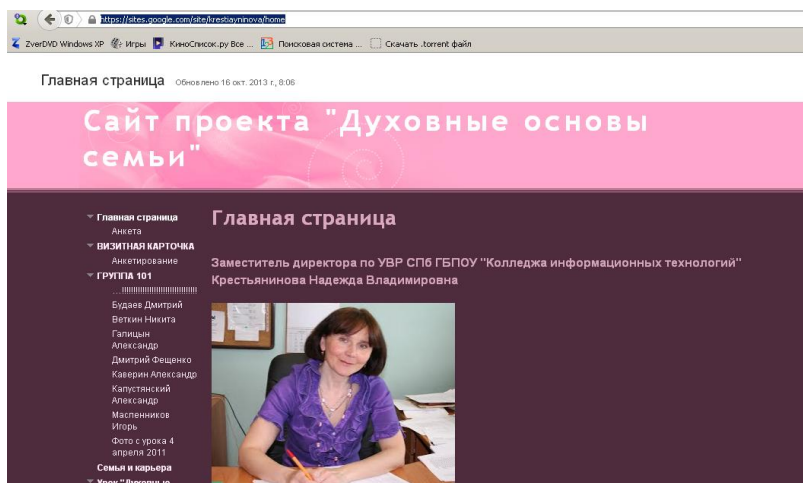 https://sites.google.com/site/krestiayninova/home
ZverDVD Windows XP Игры КиноСписок.ру Все ... Поисковая система ... Скачать .torrent файл
Главная страница Обновлено 16 окт. 2013 г., 8:06
Сайт проекта "Духовные основы
семьи"
Главная страница
Анкета
ВИЗИТНАЯ КАРТОЧКА
Анкетирование
ГРУППА 101
Будаев Дмитрий
Веткин Никита
Галицын
Александр
Дмитрий Фещенко
Каверин Александр
Капустянский
Александр
Масленников
Игорь
Фото с урока 4
апреля 2011
Семья и карьера
Урок "Духовные
Главная страница
Заместитель директора по УВР СПб ГБПОУ "Колледжа информационных технологий"
Крестьянинова Надежда Владимировна